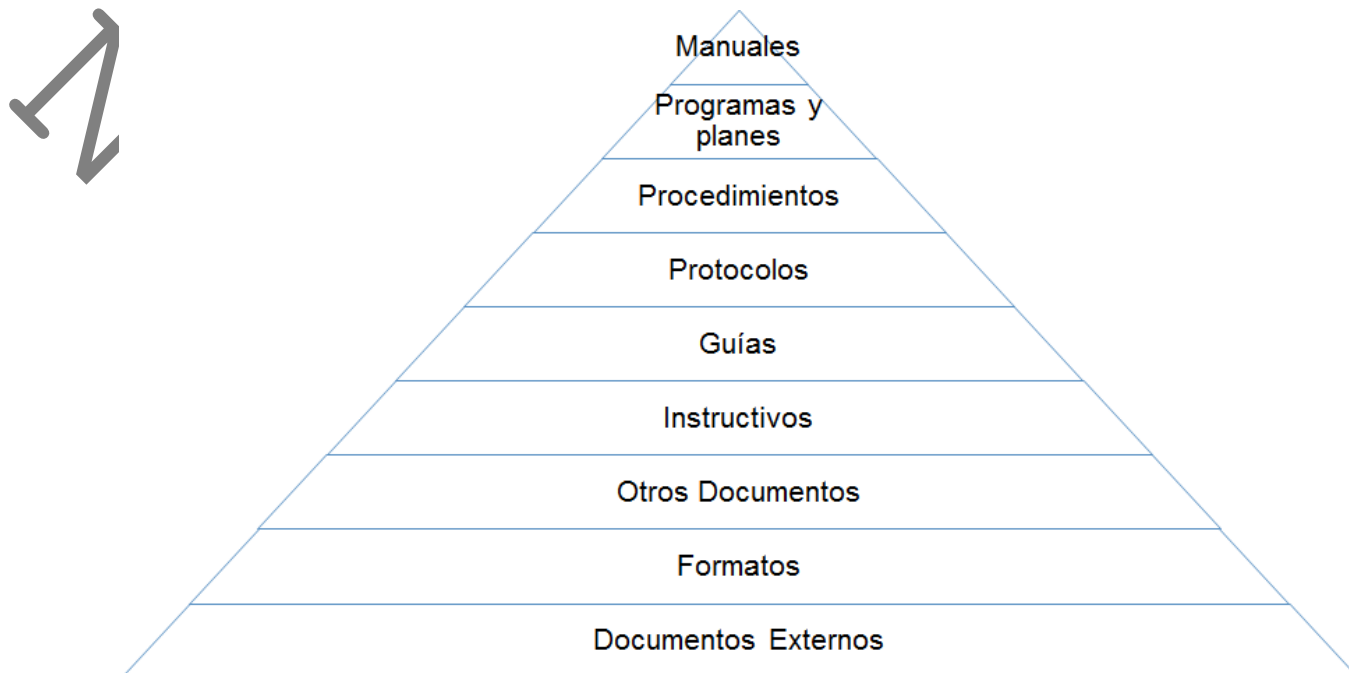 N
Manuales
Programas y
planes
Procedimientos
Protocolos
Guías
Instructivos
Otros Documentos
Formatos
Documentos Externos